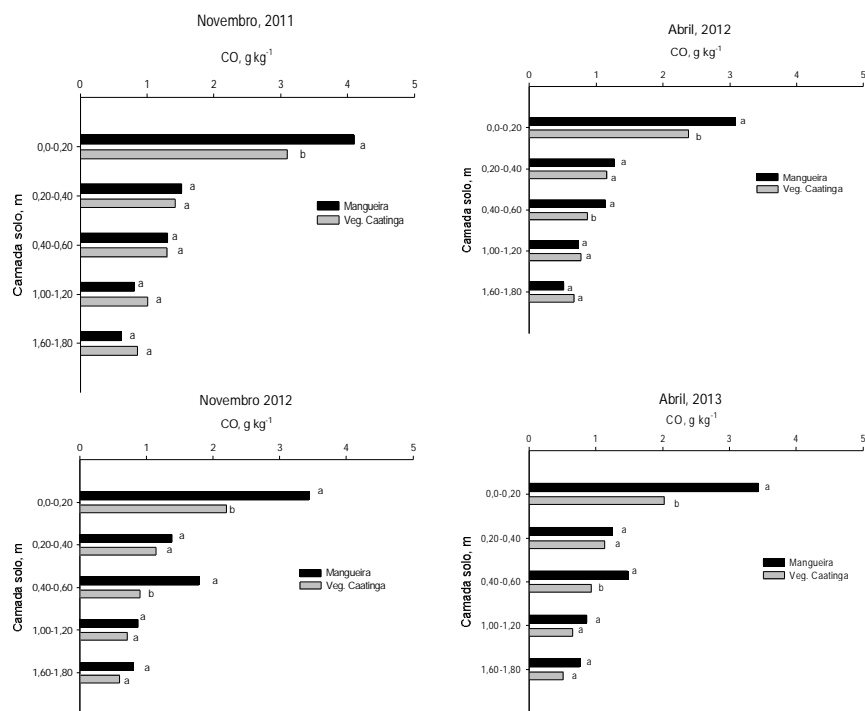 Novembro, 2011
CO, g kg⁻¹
0 1 2 3 4 5
Camada solo, m
0,0-0,20
a
b
0,20-0,40
a
a
0,40-0,60
a
a
1,00-1,20
a
a
1,60-1,80
a
a
Mangueira
Veg. Caatinga
Abril, 2012
CO, g kg⁻¹
0 1 2 3 4 5
Camada solo, m
0,0-0,20
a
b
0,20-0,40
a
a
0,40-0,60
a
b
1,00-1,20
a
a
1,60-1,80
a
a
Mangueira
Veg. Caatinga
Novembro 2012
CO, g kg⁻¹
0 1 2 3 4 5
Camada solo, m
0,0-0,20
a
b
0,20-0,40
a
a
0,40-0,60
a
b
1,00-1,20
a
a
1,60-1,80
a
a
Mangueira
Veg. Caatinga
Abril, 2013
CO, g kg⁻¹
0 1 2 3 4 5
Camada solo, m
0,0-0,20
a
b
0,20-0,40
a
a
0,40-0,60
a
b
1,00-1,20
a
a
1,60-1,80
a
a
Mangueira
Veg. Caatinga